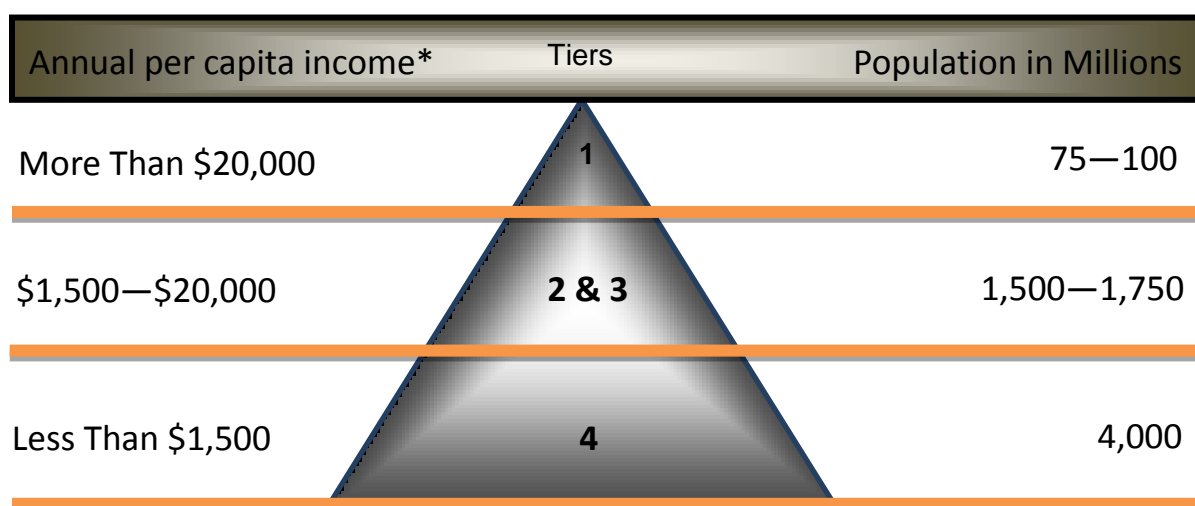 Annual per capita income* Tiers Population in Millions
More Than $20,000 1 75—100
$1,500—$20,000 2 & 3 1,500—1,750
Less Than $1,500 4 4,000